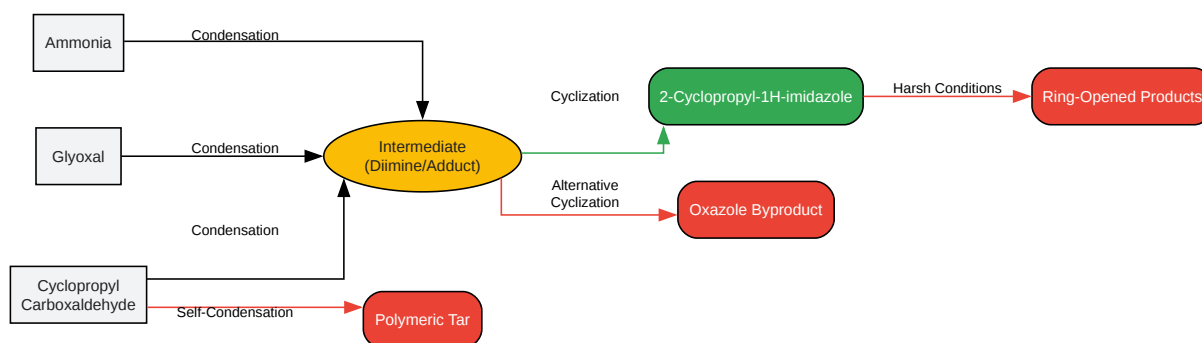 Ammonia
Condensation
Glyoxal
Condensation
Condensation
Cyclopropyl
Carboxaldehyde
Self-Condensation
Polymeric Tar
Intermediate
(Diimine/Adduct)
Cyclization
2-Cyclopropyl-1H-imidazole
Harsh Conditions
Ring-Opened Products
Alternative
Cyclization
Oxazole Byproduct